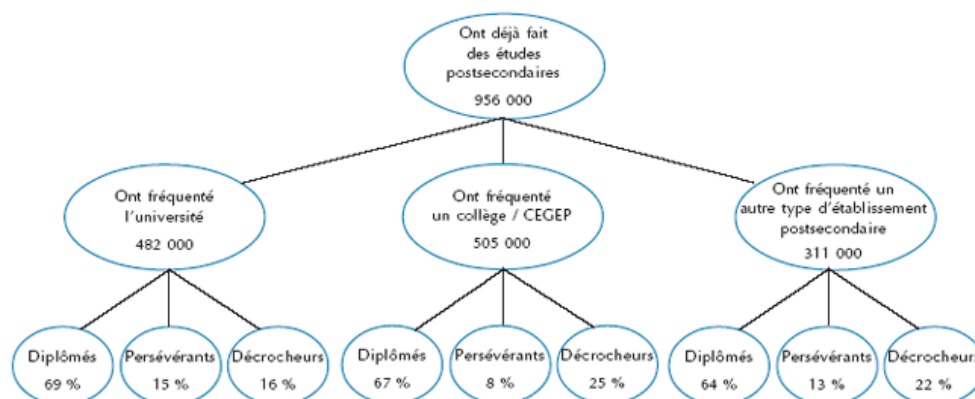 Ont déjà fait
des études
postsecondaires
956 000
Ont fréquenté
l'université
482 000
Ont fréquenté
un collège / CEGEP
505 000
Ont fréquenté un
autre type d'établissement
postsecondaire
311 000
Diplômés
69 %
Persévérants
15 %
Décrocheurs
16 %
Diplômés
67 %
Persévérants
8 %
Décrocheurs
25 %
Diplômés
64 %
Persévérants
13 %
Décrocheurs
22 %